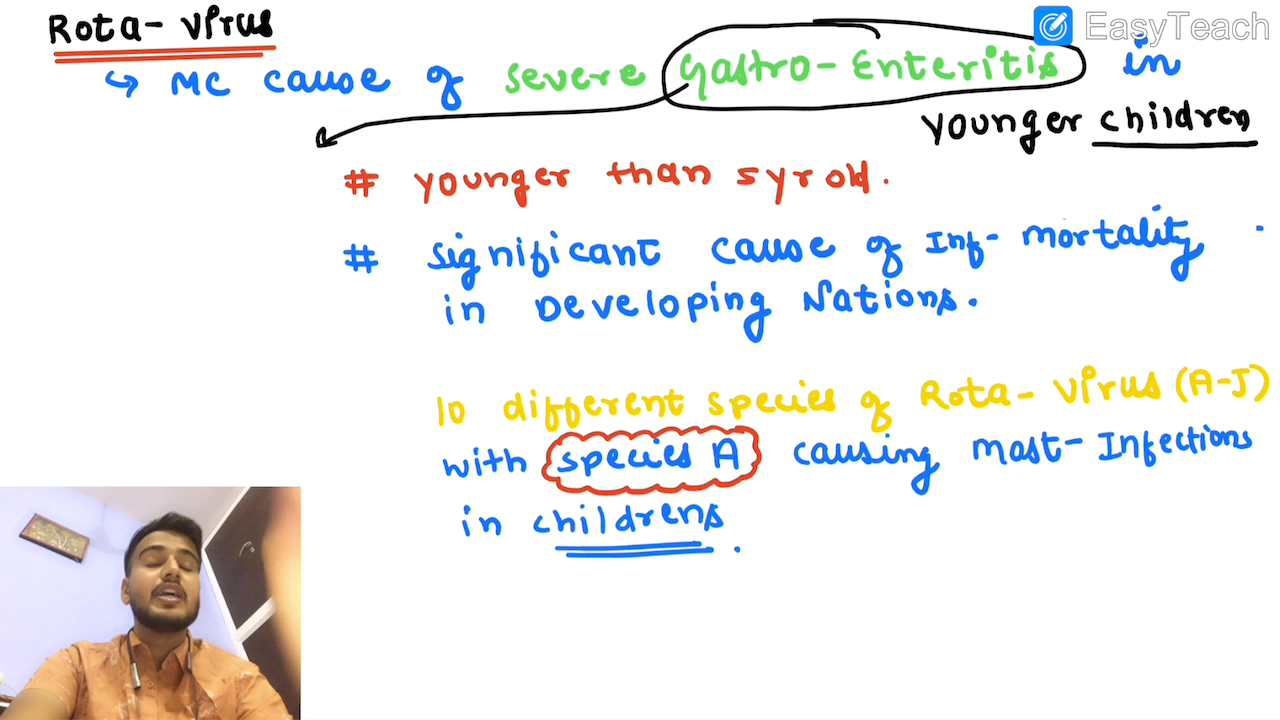 Rota-Virus
EasyTeach
↳ MC cause of severe Gastro-Enteritis in
younger children
# younger than 5yr old.
# significant cause of Inf- mortality
in Developing Nations.
10 different species of Rota-Virus (A-J)
with species A causing most-Infections
in childrens.